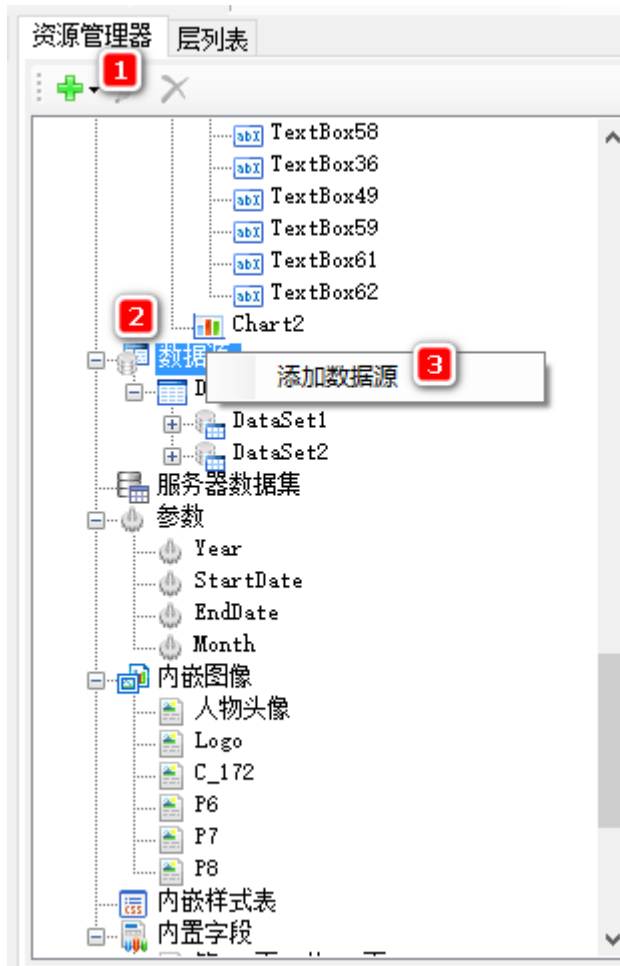 资源管理器 层列表
1
TextBox58
TextBox36
TextBox49
TextBox59
TextBox61
TextBox62
2
Chart2
数据源
添加数据源 3
D
DataSet1
DataSet2
服务器数据集
参数
Year
StartDate
EndDate
Month
内嵌图像
人物头像
Logo
C_172
P6
P7
P8
内嵌样式表
内置字段